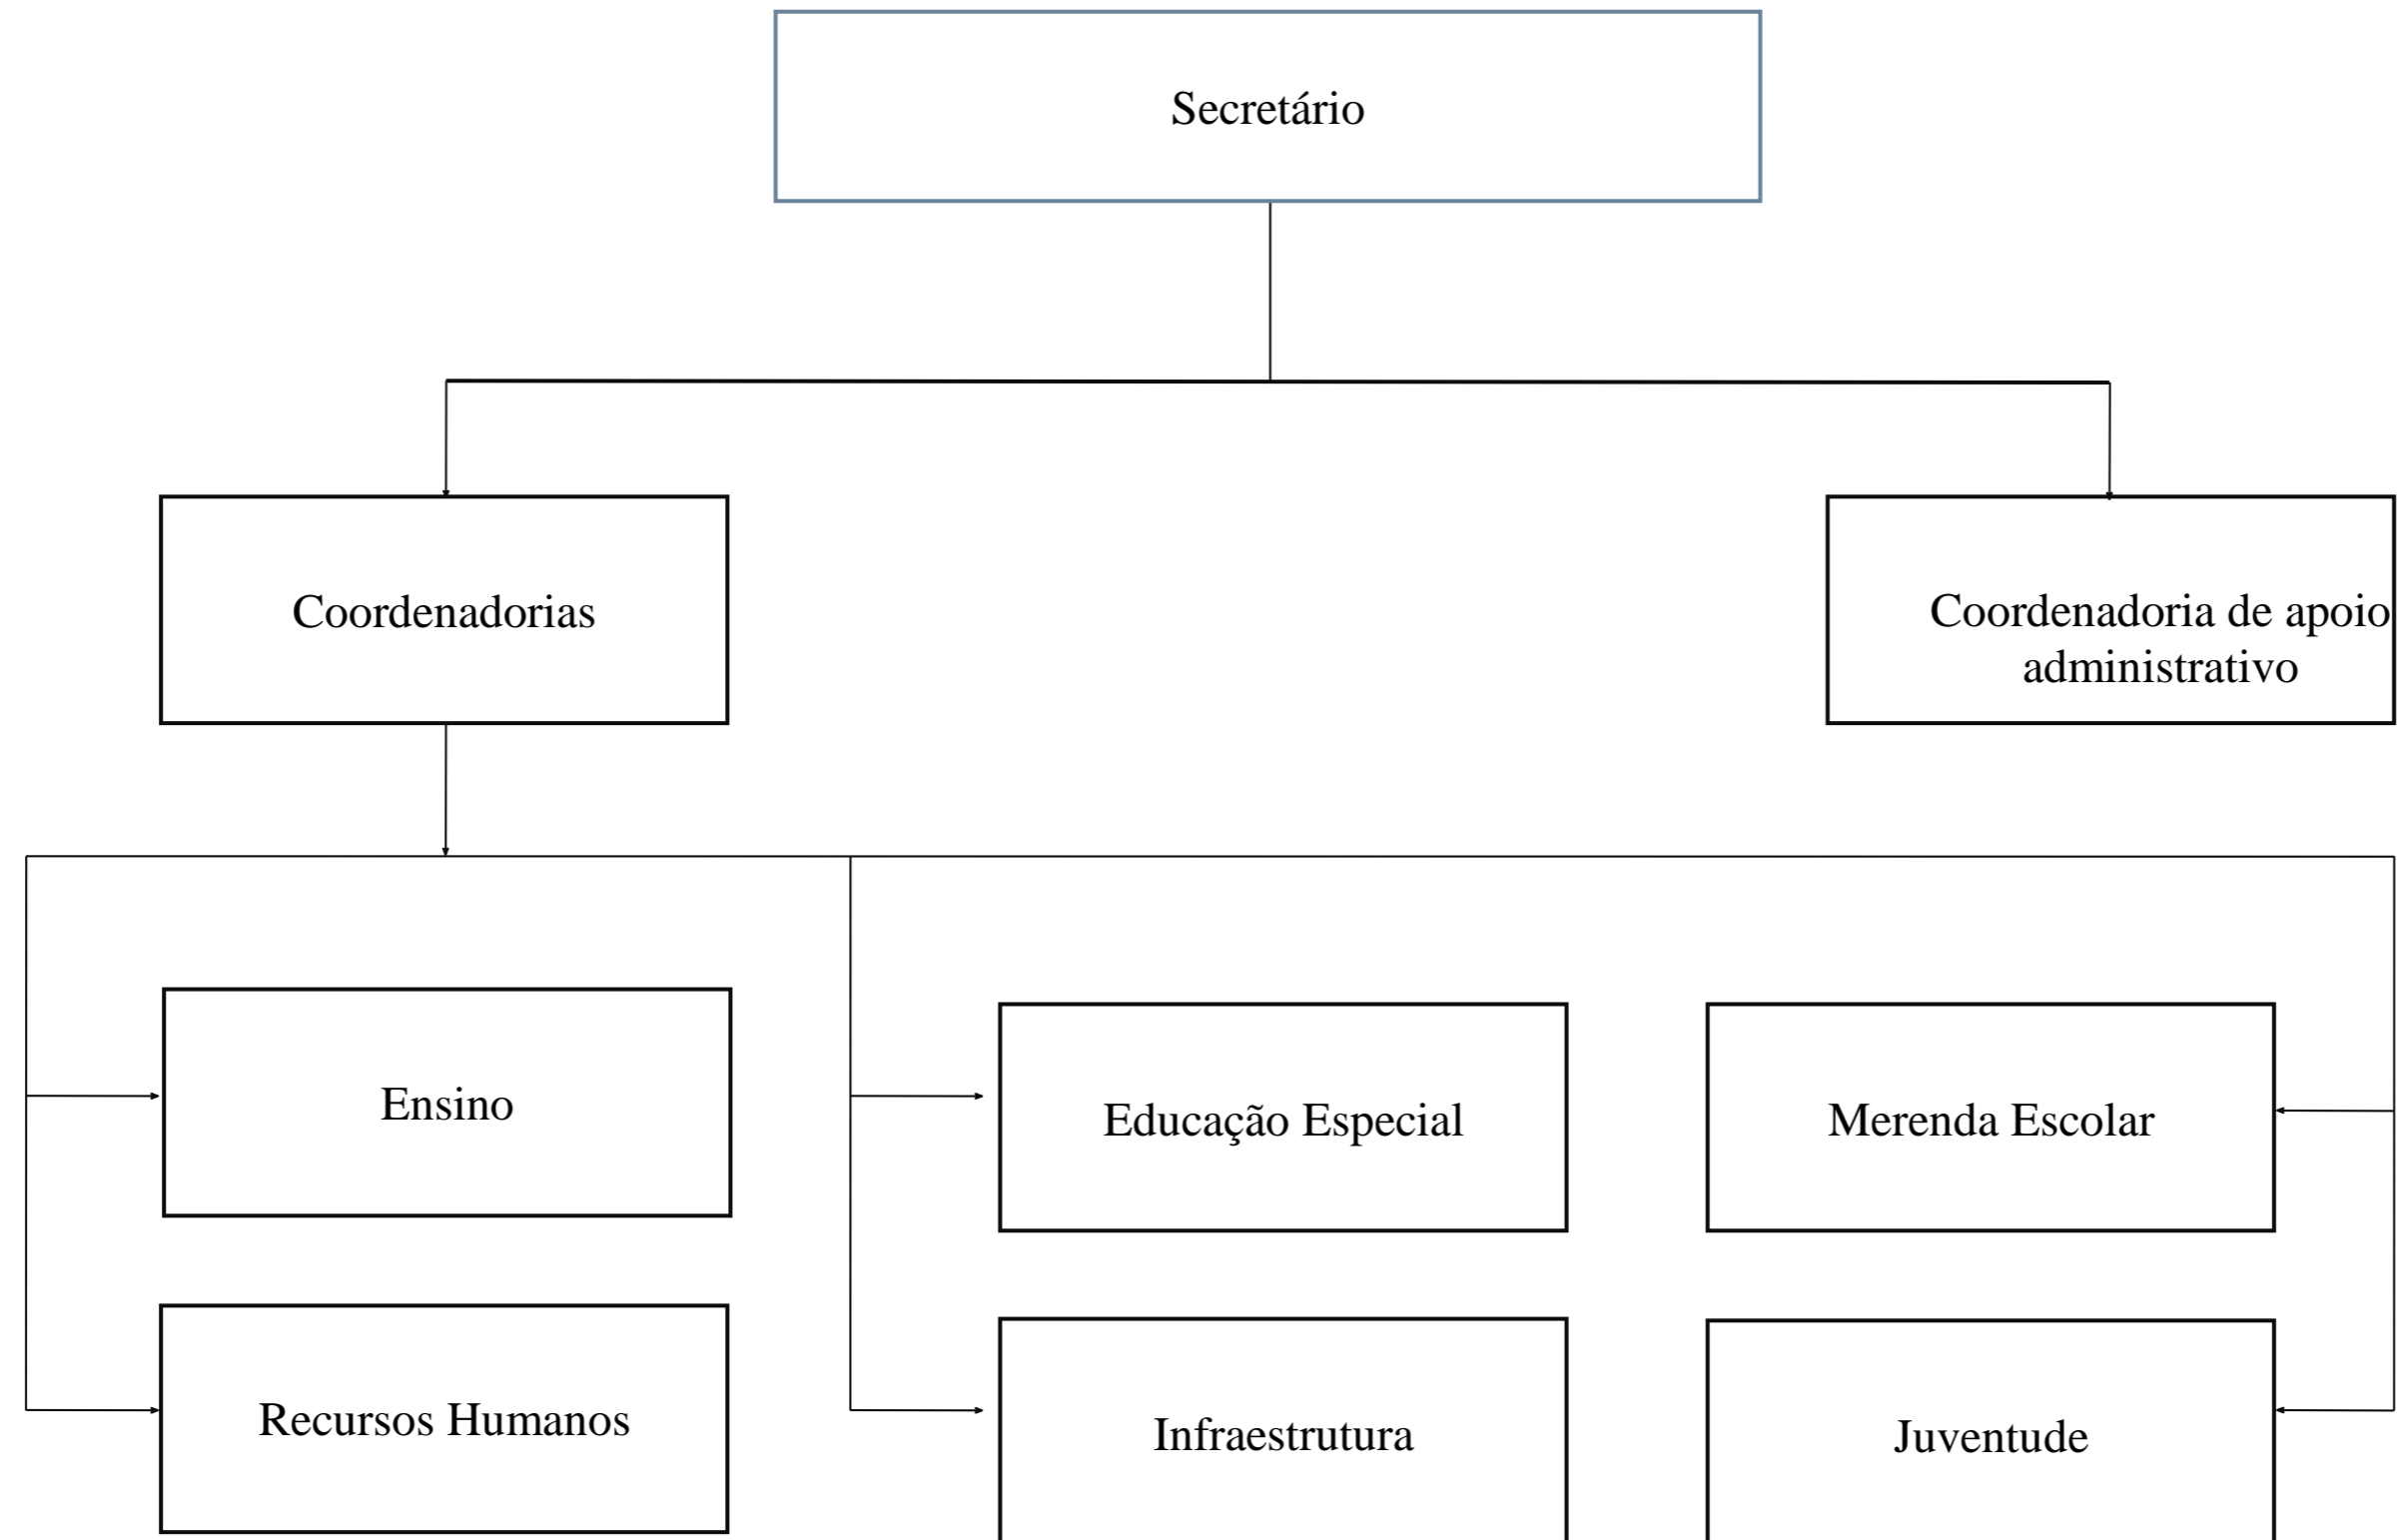 Secretário
Coordenadorias
Coordenadoria de apoio
administrativo
Ensino
Educação Especial
Merenda Escolar
Recursos Humanos
Infraestrutura
Juventude